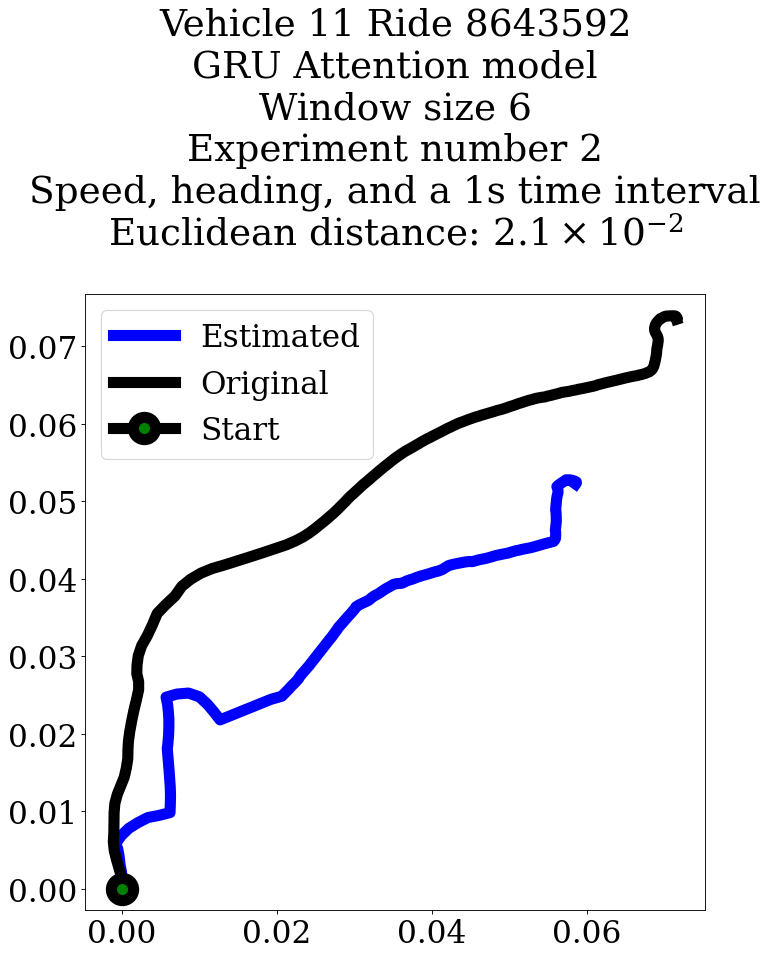 Vehicle 11 Ride 8643592
GRU Attention model
Window size 6
Experiment number 2
Speed, heading, and a 1s time interval
Euclidean distance: 2.1 × 10⁻²
Estimated
Original
Start
0.07
0.06
0.05
0.04
0.03
0.02
0.01
0.00
0.00 0.02 0.04 0.06